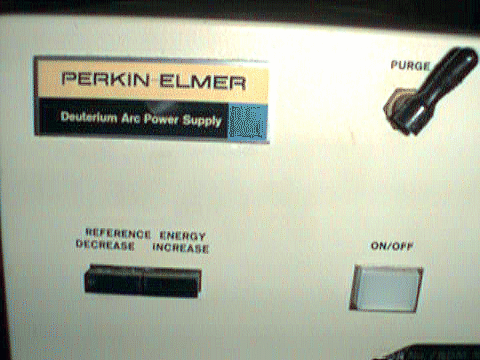 PERKIN-ELMER
PURGE
Deuterium Arc Power Supply
REFERENCE ENERGY
DECREASE INCREASE
ON/OFF